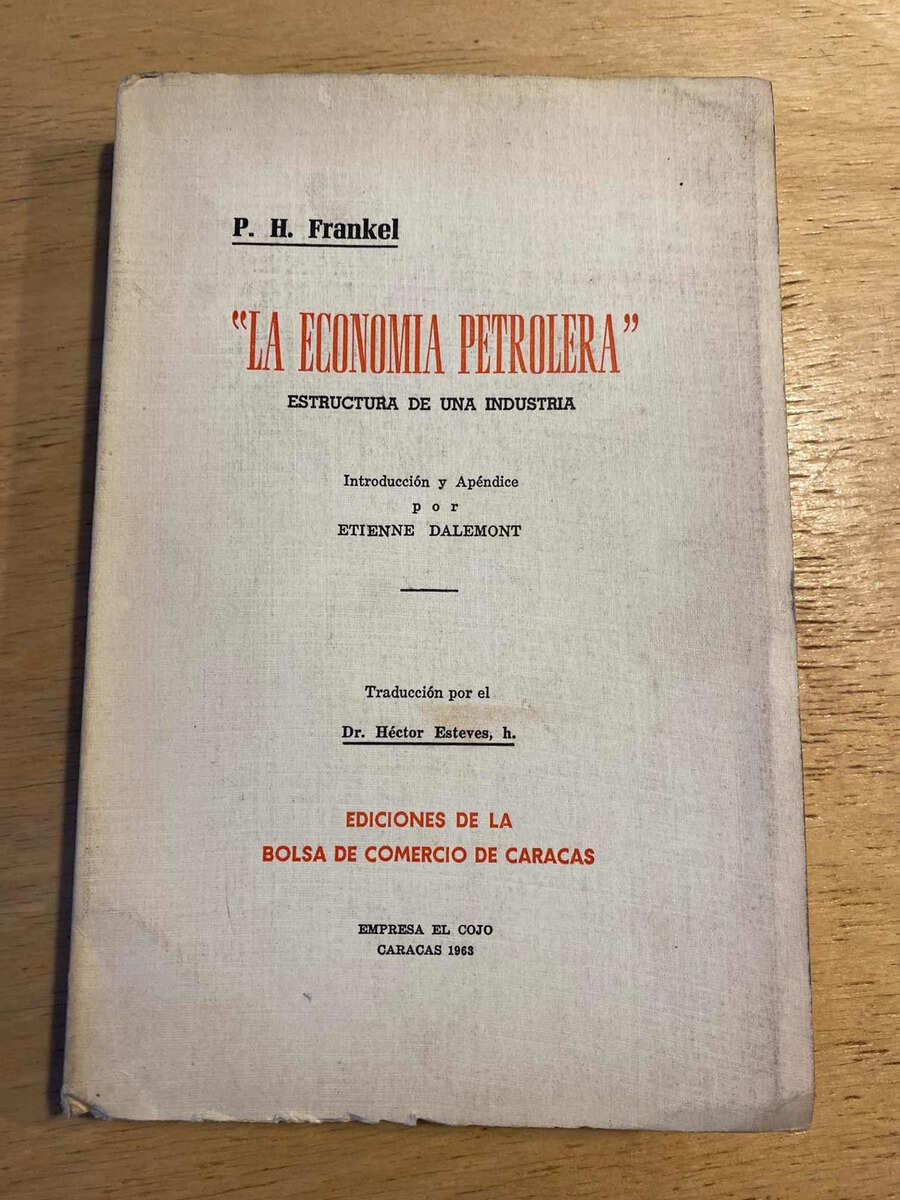 P. H. Frankel
“LA ECONOMIA PETROLERA”
ESTRUCTURA DE UNA INDUSTRIA
Introducción y Apéndice
por
ETIENNE DALEMONT
Traducción por el
Dr. Héctor Esteves, h.
EDICIONES DE LA
BOLSA DE COMERCIO DE CARACAS
EMPRESA EL COJO
CARACAS 1963